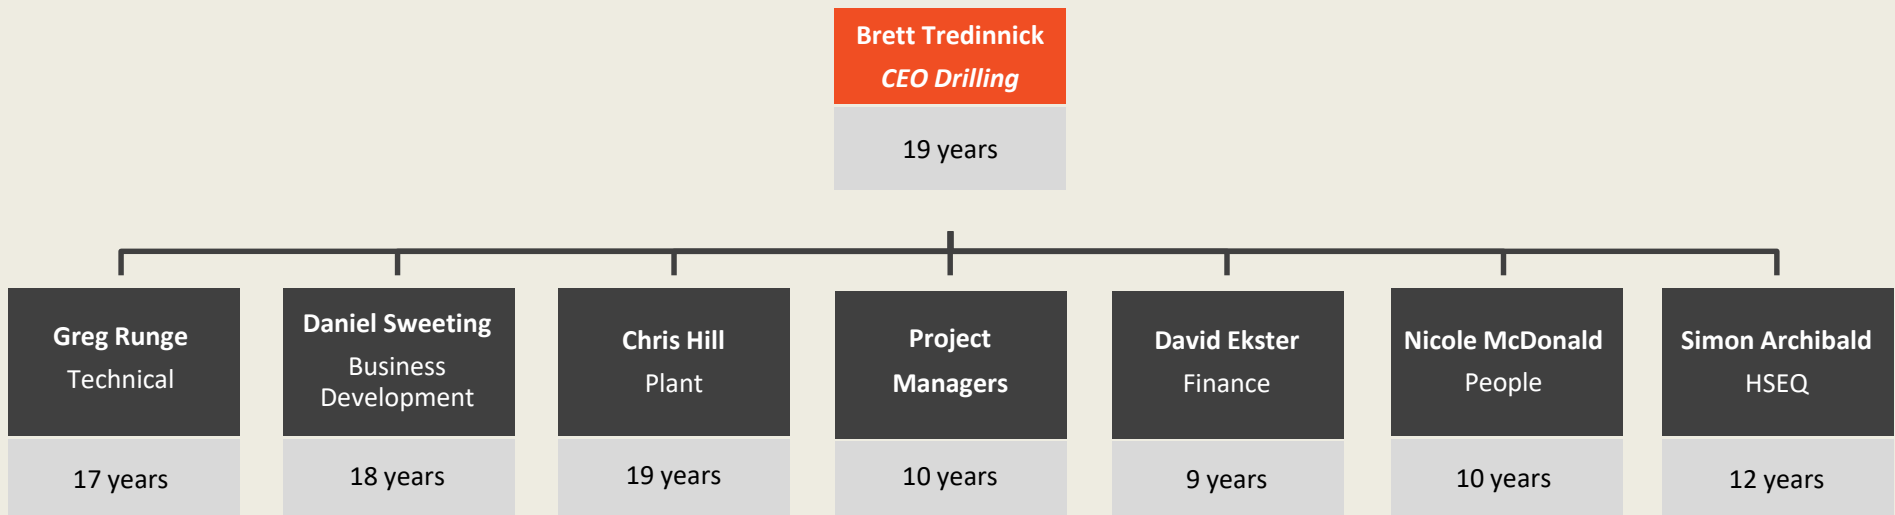 Brett Tredinnick
CEO Drilling
19 years
Greg Runge
Technical
17 years
Daniel Sweeting
Business
Development
18 years
Chris Hill
Plant
19 years
Project
Managers
10 years
David Ekster
Finance
9 years
Nicole McDonald
People
10 years
Simon Archibald
HSEQ
12 years